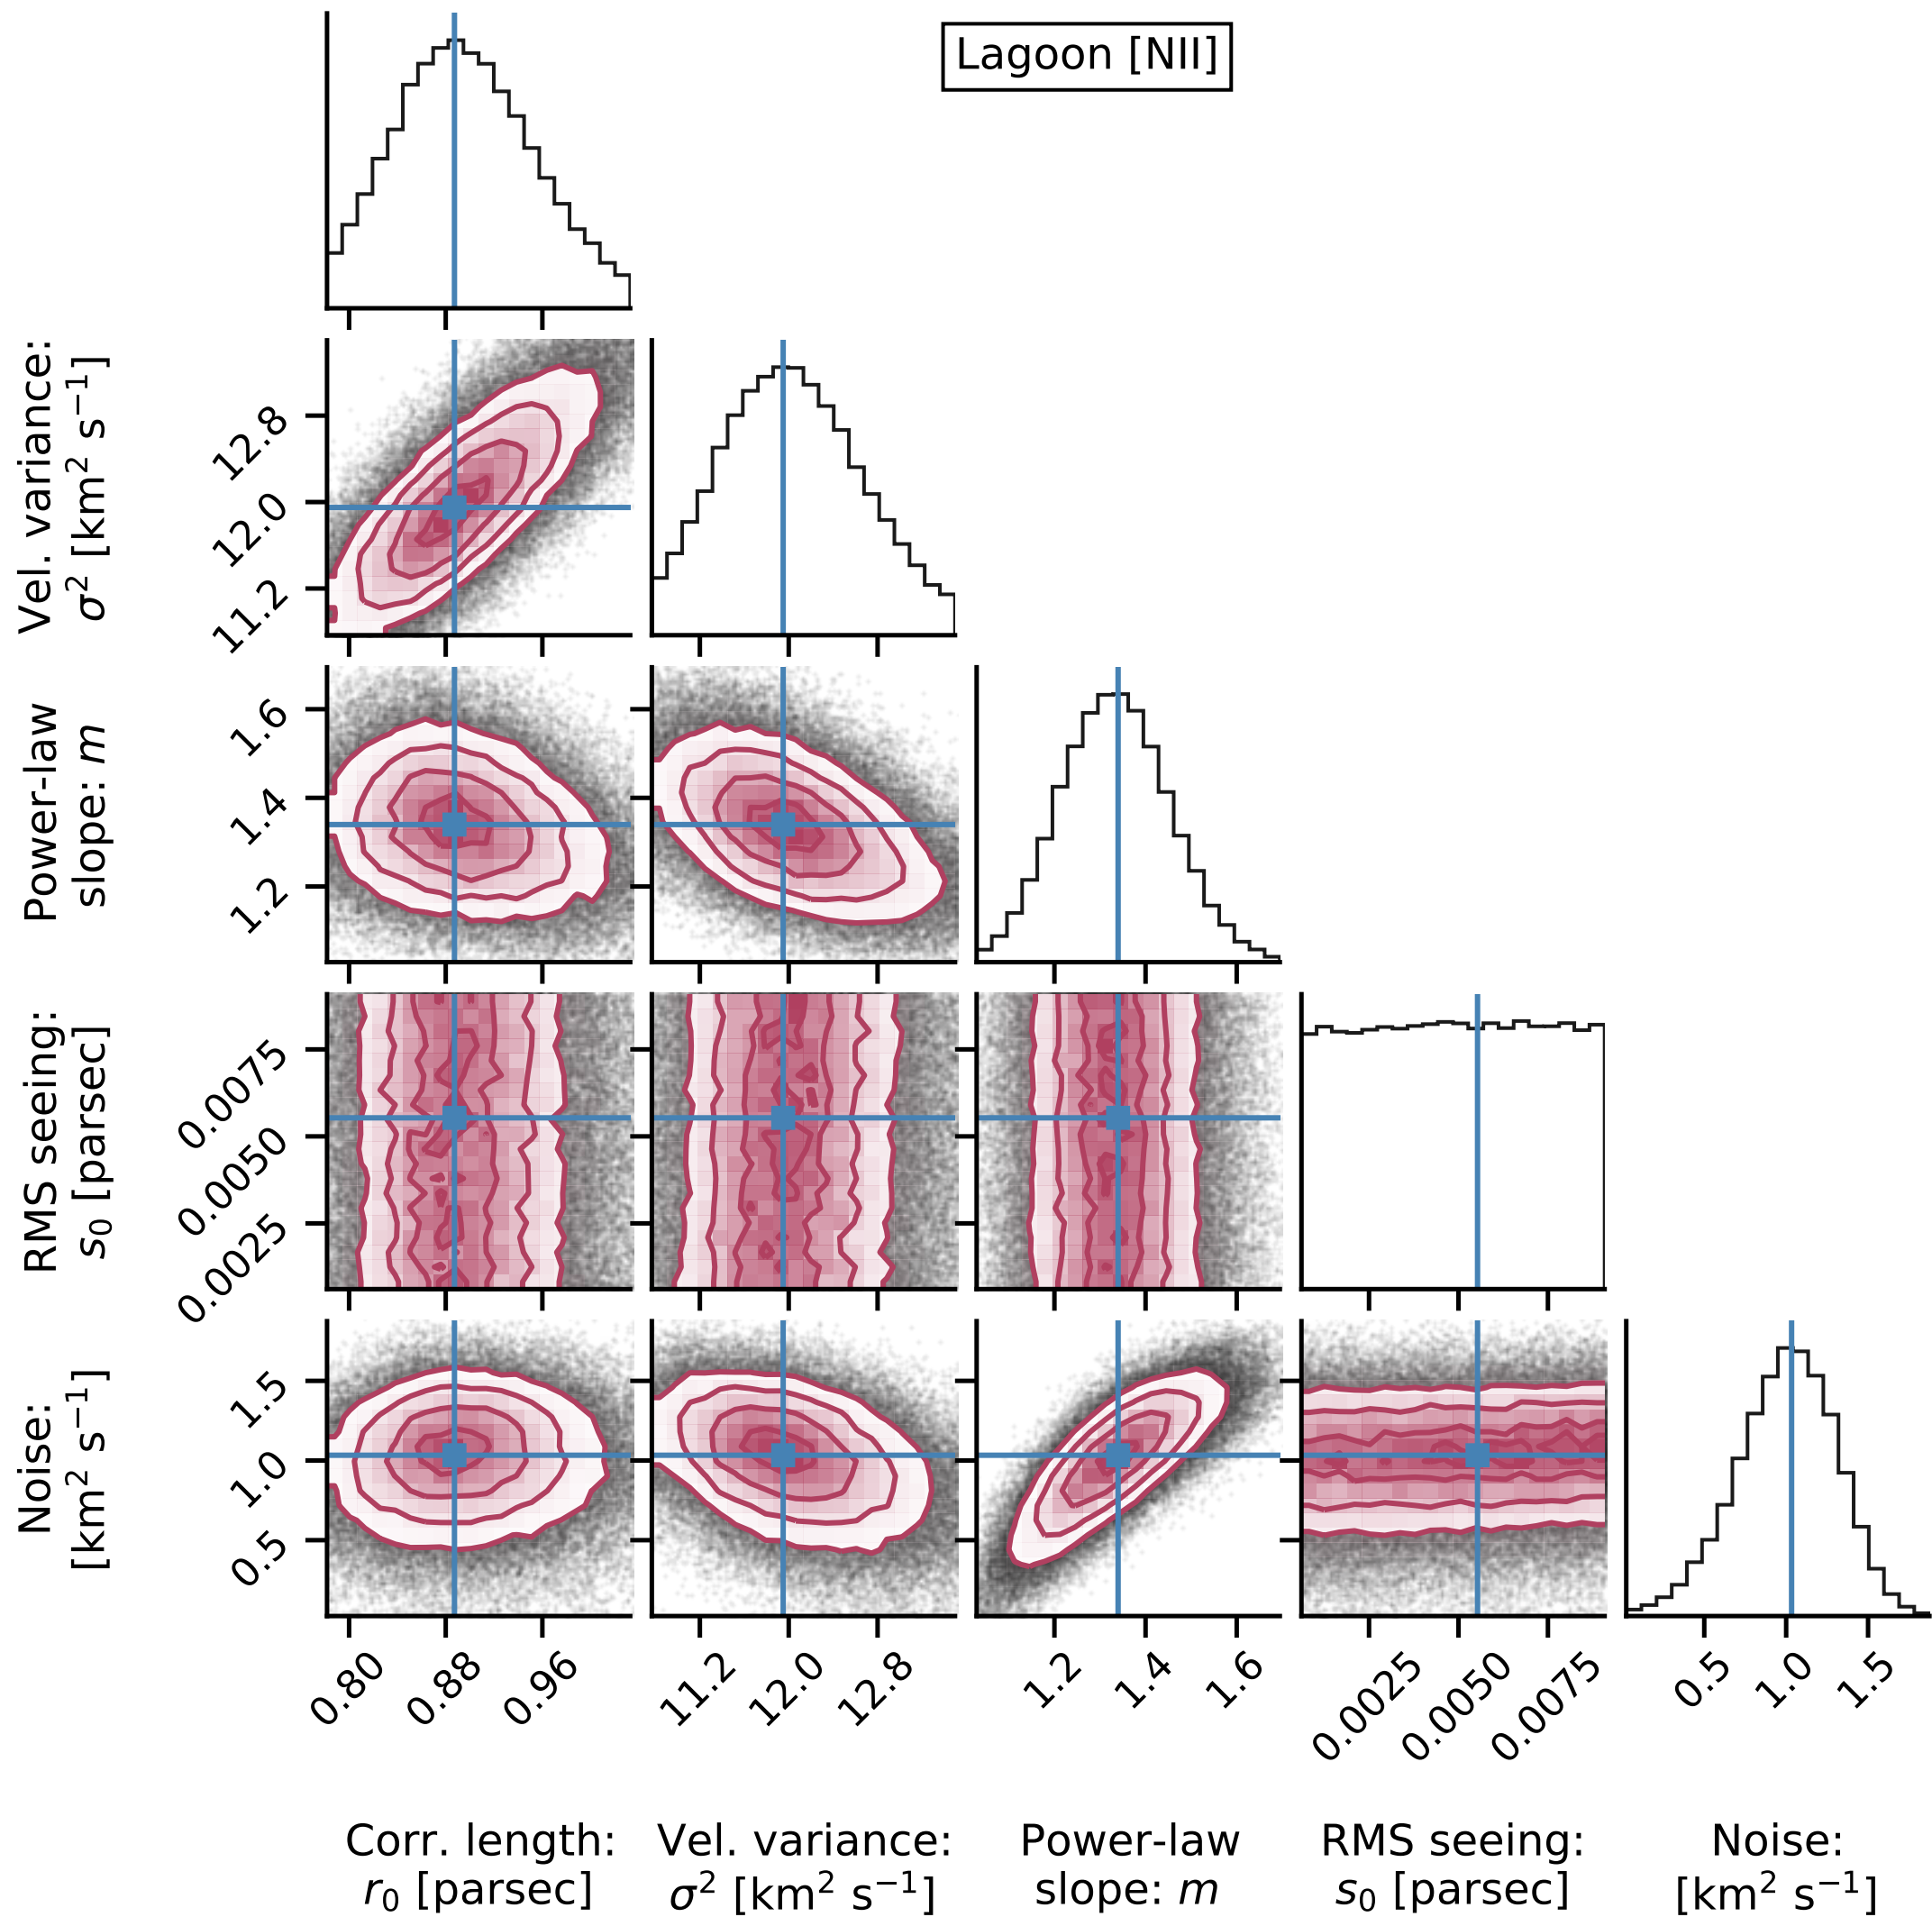 Lagoon [NII]
Vel. variance:
σ² [km² s⁻¹]
12.8
12.0
11.2
Power-law
slope: m
1.6
1.4
1.2
RMS seeing:
s₀ [parsec]
0.0075
0.0050
0.0025
Noise:
[km² s⁻¹]
1.5
1.0
0.5
0.80 0.88 0.96 11.2 12.0 12.8 1.2 1.4 1.6 0.0025 0.0050 0.0075 0.5 1.0 1.5
Corr. length: Vel. variance: Power-law RMS seeing: Noise:
r₀ [parsec] σ² [km² s⁻¹] slope: m s₀ [parsec] [km² s⁻¹]